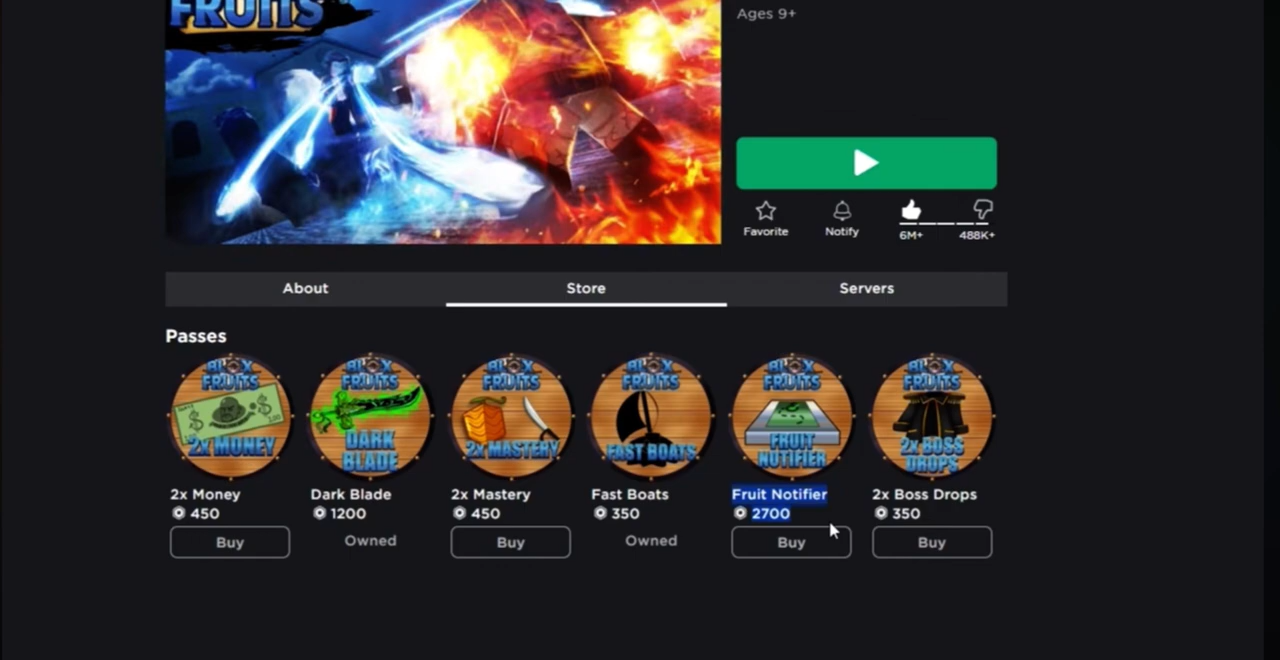 FRUITS
Ages 9+
Favorite
Notify
6M+
488K+
About
Store
Servers
Passes
BLOX
FRUITS
2x MONEY
BLOX
FRUITS
DARK
BLADE
BLOX
FRUITS
2x MASTERY
BLOX
FRUITS
FAST BOATS
BLOX
FRUITS
FRUIT
NOTIFIER
BLOX
FRUITS
2x BOSS
DROPS
2x Money
450
Buy
Dark Blade
1200
Owned
2x Mastery
450
Buy
Fast Boats
350
Owned
Fruit Notifier
2700
Buy
2x Boss Drops
350
Buy